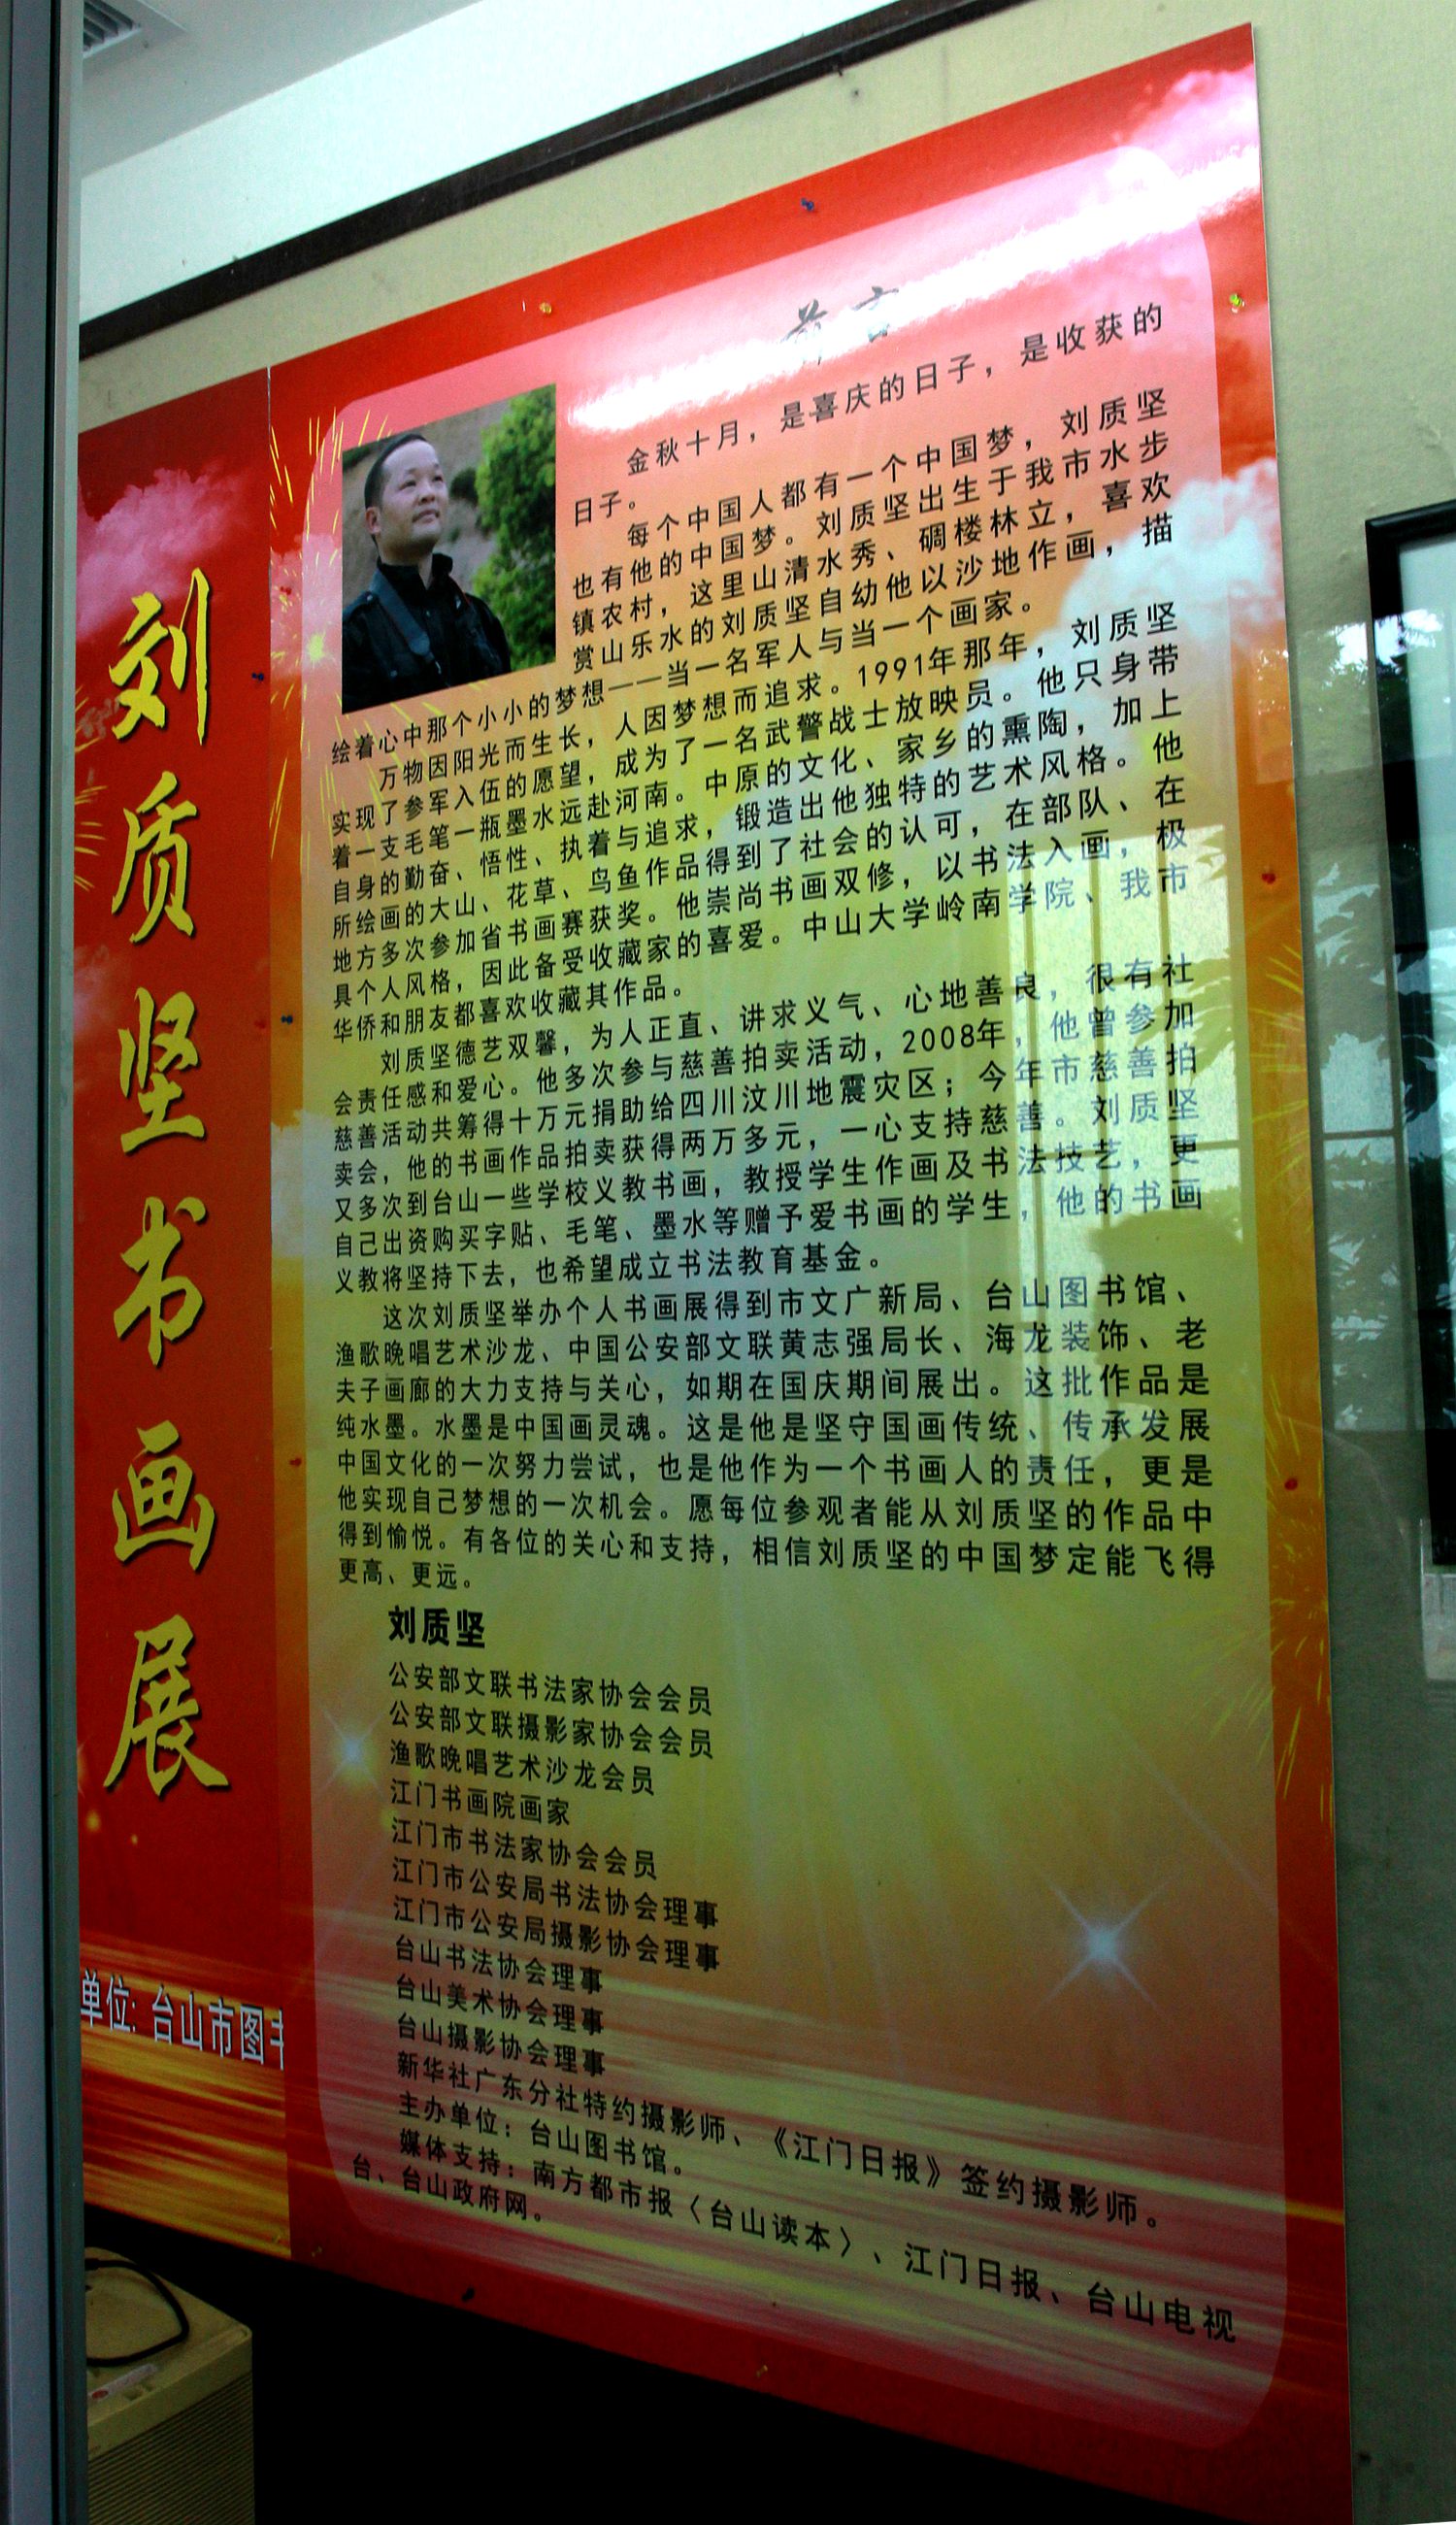 刘质坚书画展
单位: 台山市图
前言
金秋十月，是喜庆的日子，是收获的
日子。
每个中国人都有一个中国梦，刘质坚
也有他的中国梦。刘质坚出生于我市水步
镇农村，这里山清水秀、碉楼林立，喜欢
赏山乐水的刘质坚自幼他以沙地作画，描
绘着心中那个小小的梦想——当一名军人与当一个画家。
万物因阳光而生长，人因梦想而追求。1991年那年，刘质坚
实现了参军入伍的愿望，成为了一名武警战士放映员。他只身带
着一支毛笔一瓶墨水远赴河南。中原的文化、家乡的熏陶，加上
自身的勤奋、悟性、执着与追求，锻造出他独特的艺术风格。他
所绘画的大山、花草、鸟鱼作品得到了社会的认可，在部队、在
地方多次参加省书画赛获奖。他崇尚书画双修，以书法入画，极
具个人风格，因此备受收藏家的喜爱。中山大学岭南学院、我市
华侨和朋友都喜欢收藏其作品。
刘质坚德艺双馨，为人正直、讲求义气、心地善良，很有社
会责任感和爱心。他多次参与慈善拍卖活动，2008年，他曾参加
慈善活动共筹得十万元捐助给四川汶川地震灾区；今年市慈善拍
卖会，他的书画作品拍卖获得两万多元，一心支持慈善。刘质坚
又多次到台山一些学校义教书画，教授学生作画及书法技艺，更
自己出资购买字贴、毛笔、墨水等赠予爱书画的学生，他的书画
义教将坚持下去，也希望成立书法教育基金。
这次刘质坚举办个人书画展得到市文广新局、台山图书馆、
渔歌晚唱艺术沙龙、中国公安部文联黄志强局长、海龙装饰、老
夫子画廊的大力支持与关心，如期在国庆期间展出。这批作品是
纯水墨。水墨是中国画灵魂。这是他是坚守国画传统、传承发展
中国文化的一次努力尝试，也是他作为一个书画人的责任，更是
他实现自己梦想的一次机会。愿每位参观者能从刘质坚的作品中
得到愉悦。有各位的关心和支持，相信刘质坚的中国梦定能飞得
更高、更远。
刘质坚
公安部文联书法家协会会员
公安部文联摄影家协会会员
渔歌晚唱艺术沙龙会员
江门书画院画家
江门市书法家协会会员
江门市公安局书法协会理事
江门市公安局摄影协会理事
台山书法协会理事
台山美术协会理事
台山摄影协会理事
新华社广东分社特约摄影师、《江门日报》签约摄影师。
主办单位：台山图书馆。
媒体支持：南方都市报〈台山读本〉、江门日报、台山电视
台、台山政府网。